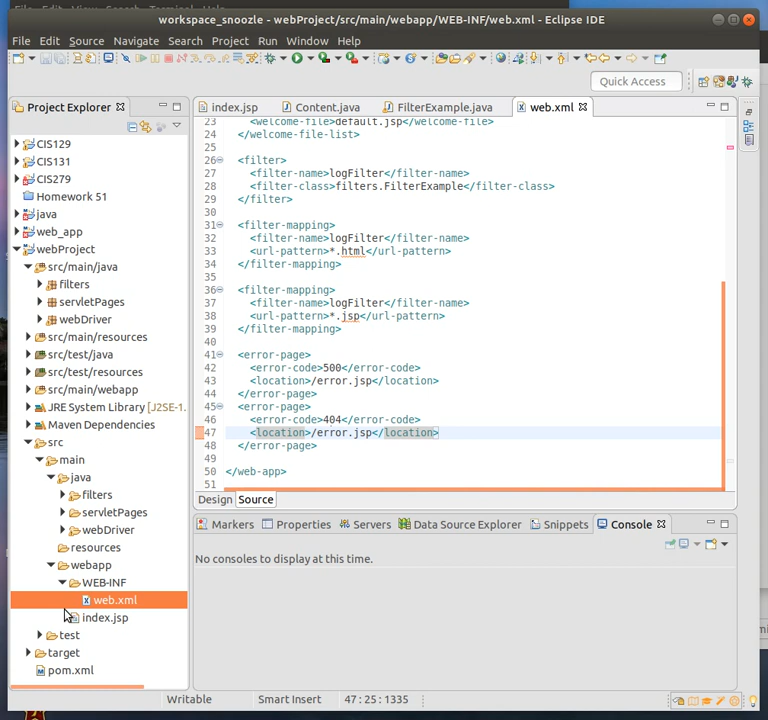 workspace_snoozle - webProject/src/main/webapp/WEB-INF/web.xml - Eclipse IDE
File Edit Source Navigate Search Project Run Window Help
Quick Access
Project Explorer
index.jsp Content.java FilterExample.java web.xml
CIS129
CIS131
CIS279
Homework 51
java
web_app
webProject
src/main/java
filters
servletPages
webDriver
src/main/resources
src/test/java
src/test/resources
src/main/webapp
JRE System Library [J2SE-1.
Maven Dependencies
src
main
java
filters
servletPages
webDriver
resources
webapp
WEB-INF
web.xml
index.jsp
test
target
pom.xml
23 <welcome-file>default.jsp</welcome-file>
24 </welcome-file-list>
25
26 <filter>
27 <filter-name>logFilter</filter-name>
28 <filter-class>filters.FilterExample</filter-class>
29 </filter>
30
31 <filter-mapping>
32 <filter-name>logFilter</filter-name>
33 <url-pattern>*.html</url-pattern>
34 </filter-mapping>
35
36 <filter-mapping>
37 <filter-name>logFilter</filter-name>
38 <url-pattern>*.jsp</url-pattern>
39 </filter-mapping>
40
41 <error-page>
42 <error-code>500</error-code>
43 <location>/error.jsp</location>
44 </error-page>
45 <error-page>
46 <error-code>404</error-code>
47 <location>/error.jsp</location>
48 </error-page>
49
50 </web-app>
51
Design Source
Markers Properties Servers Data Source Explorer Snippets Console
No consoles to display at this time.
Writable Smart Insert 47 : 25 : 1335